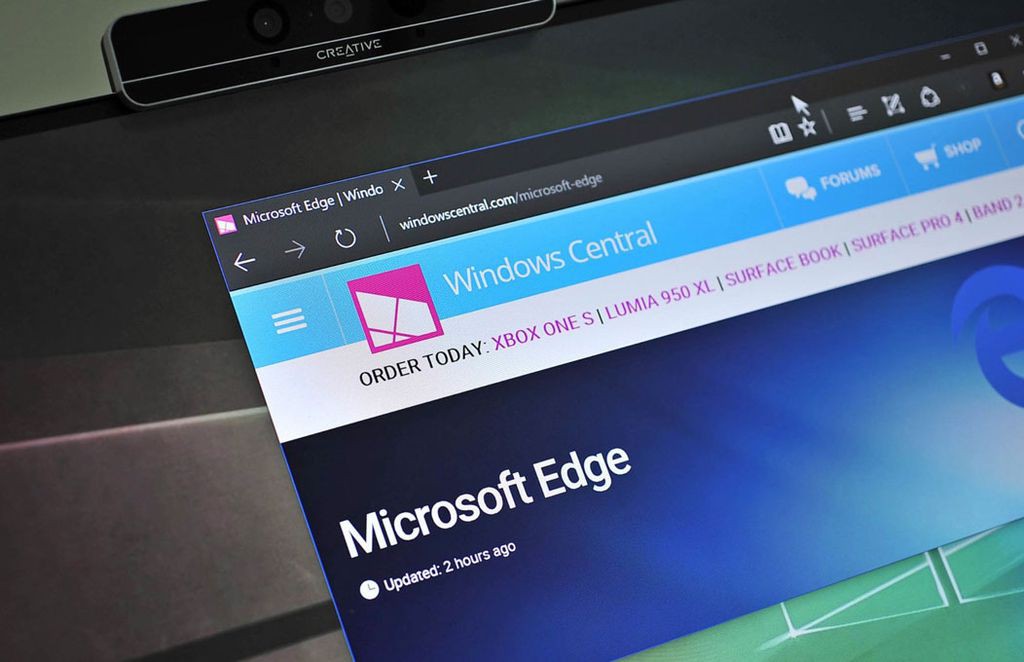 CREATIVE
Microsoft Edge | Windo
windowscentral.com/microsoft-edge
Windows Central
FORUMS
SHOP
ORDER TODAY: XBOX ONE S | LUMIA 950 XL | SURFACE BOOK | SURFACE PRO 4 | BAND 2
Microsoft Edge
Updated: 2 hours ago